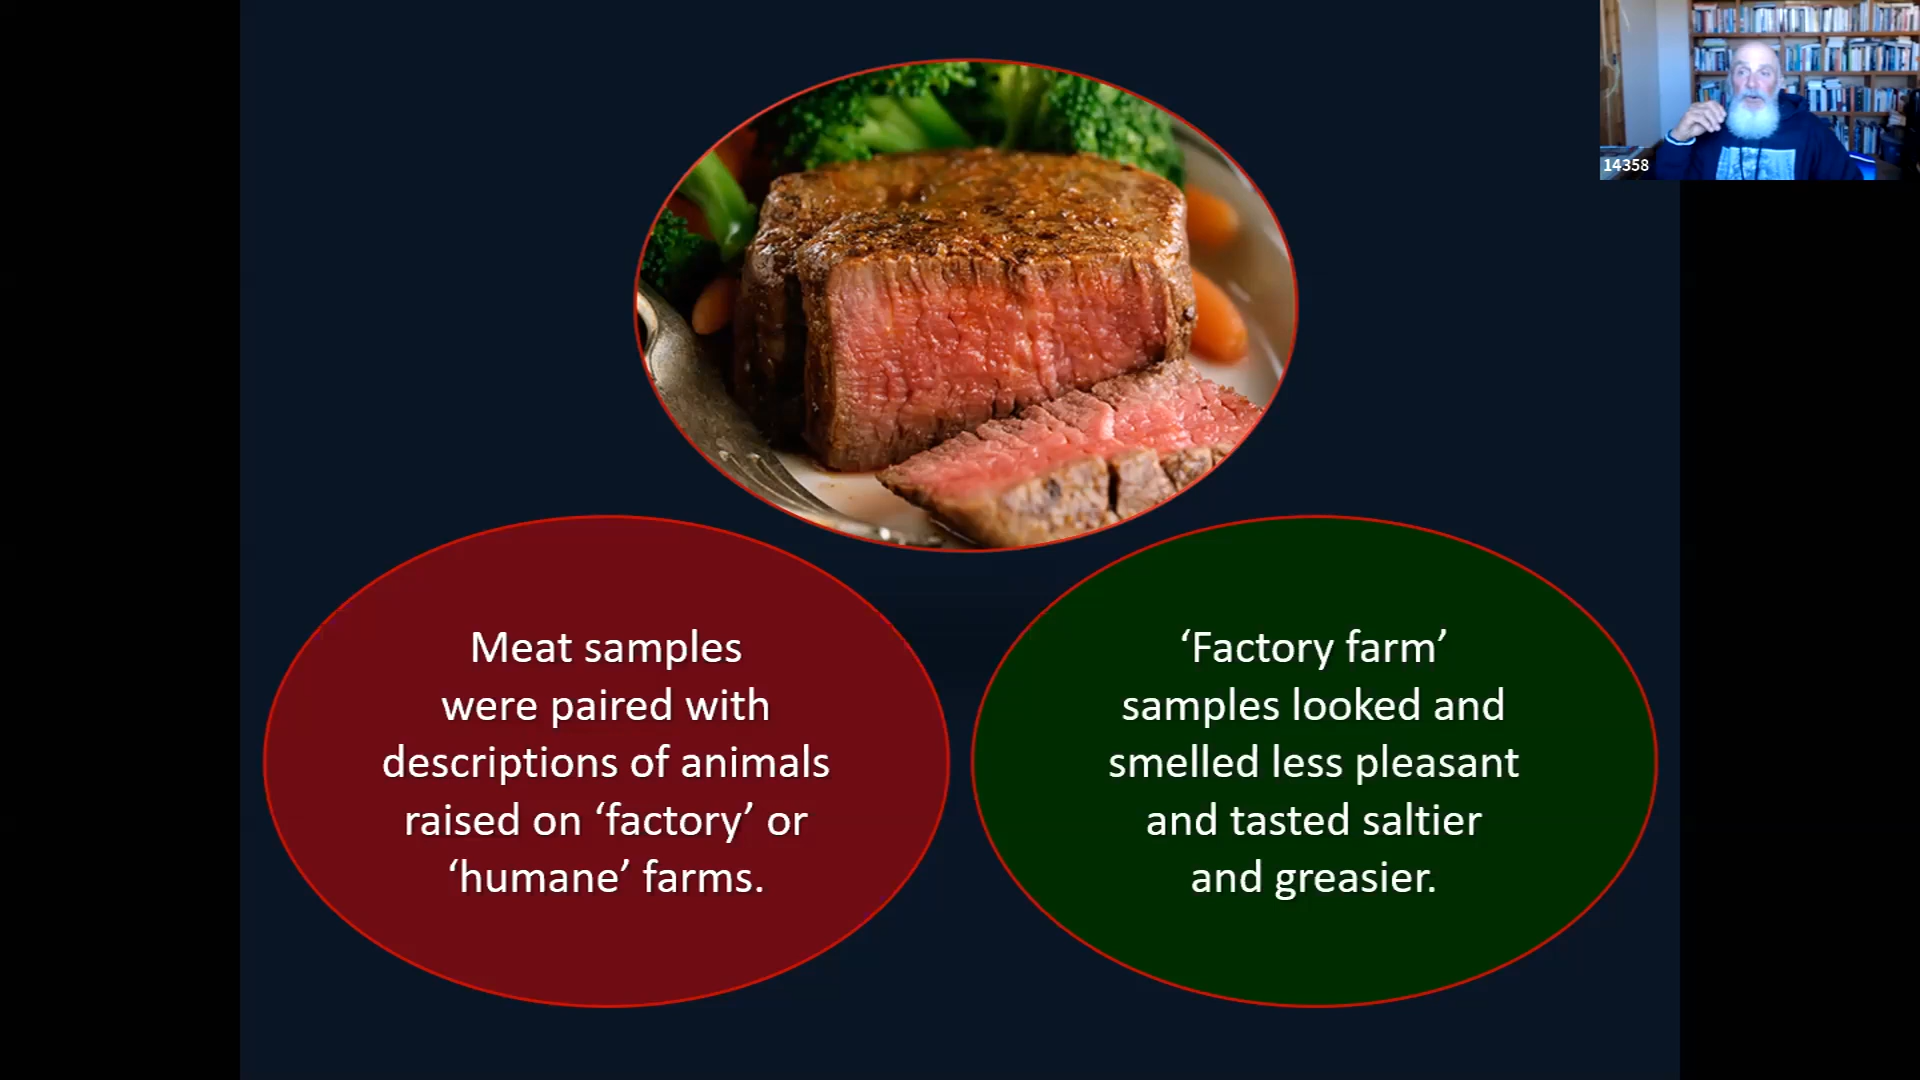 14358
Meat samples
were paired with
descriptions of animals
raised on ‘factory’ or
‘humane’ farms.
‘Factory farm’
samples looked and
smelled less pleasant
and tasted saltier
and greasier.